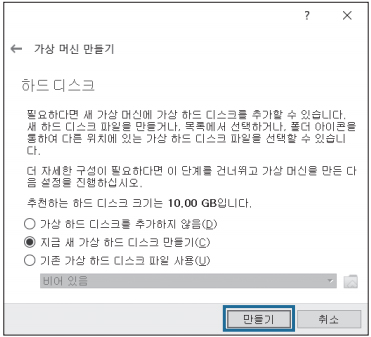 ? ×
← 가상 머신 만들기
하드 디스크
필요하다면 새 가상 머신에 가상 하드 디스크를 추가할 수 있습니다.
새 하드 디스크 파일을 만들거나, 목록에서 선택하거나, 폴더 아이콘을
통하여 다른 위치에 있는 가상 하드 디스크 파일을 선택할 수 있습니
다.
더 자세한 구성이 필요하다면 이 단계를 건너뛰고 가상 머신을 만든 다
음 설정을 진행하십시오.
추천하는 하드 디스크 크기는 10,00 GB입니다.
가상 하드 디스크를 추가하지 않음(D)
지금 새 가상 하드 디스크 만들기(C)
기존 가상 하드 디스크 파일 사용(U)
비어 있음
만들기 취소